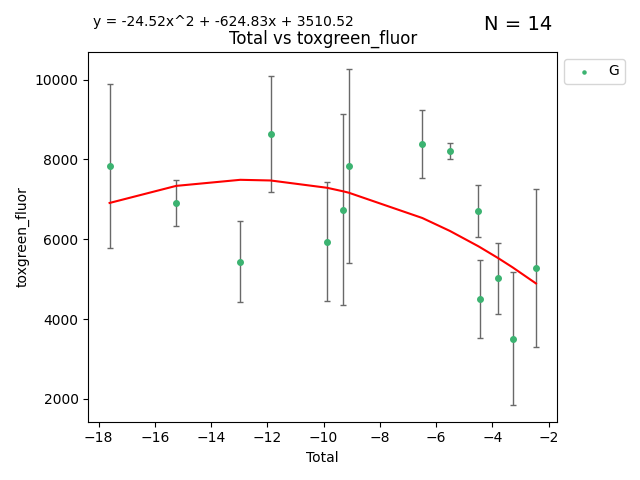 y = -24.52x^2 + -624.83x + 3510.52
N = 14
Total vs toxgreen_fluor
G
10000
8000
6000
4000
2000
toxgreen_fluor
−18 −16 −14 −12 −10 −8 −6 −4 −2
Total